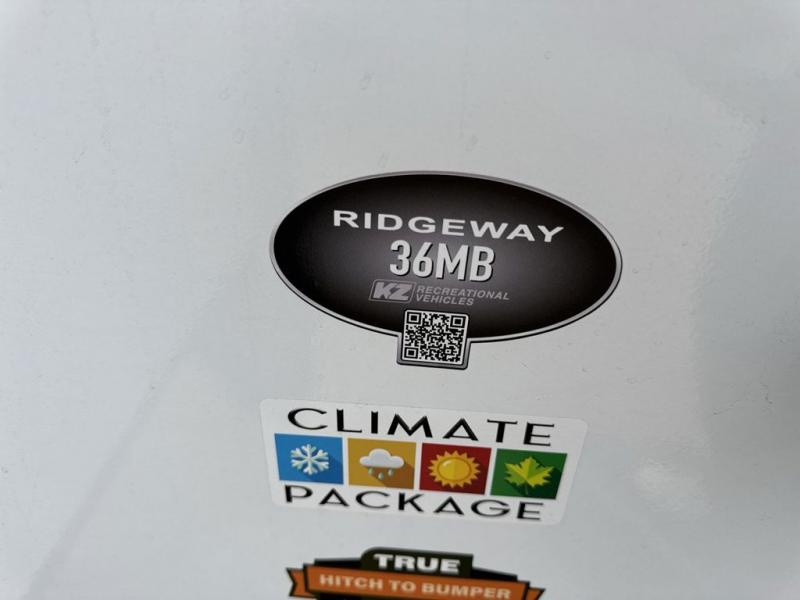 RIDGEWAY
36MB
KZ RECREATIONAL
VEHICLES
CLIMATE
PACKAGE
TRUE
HITCH TO BUMPER